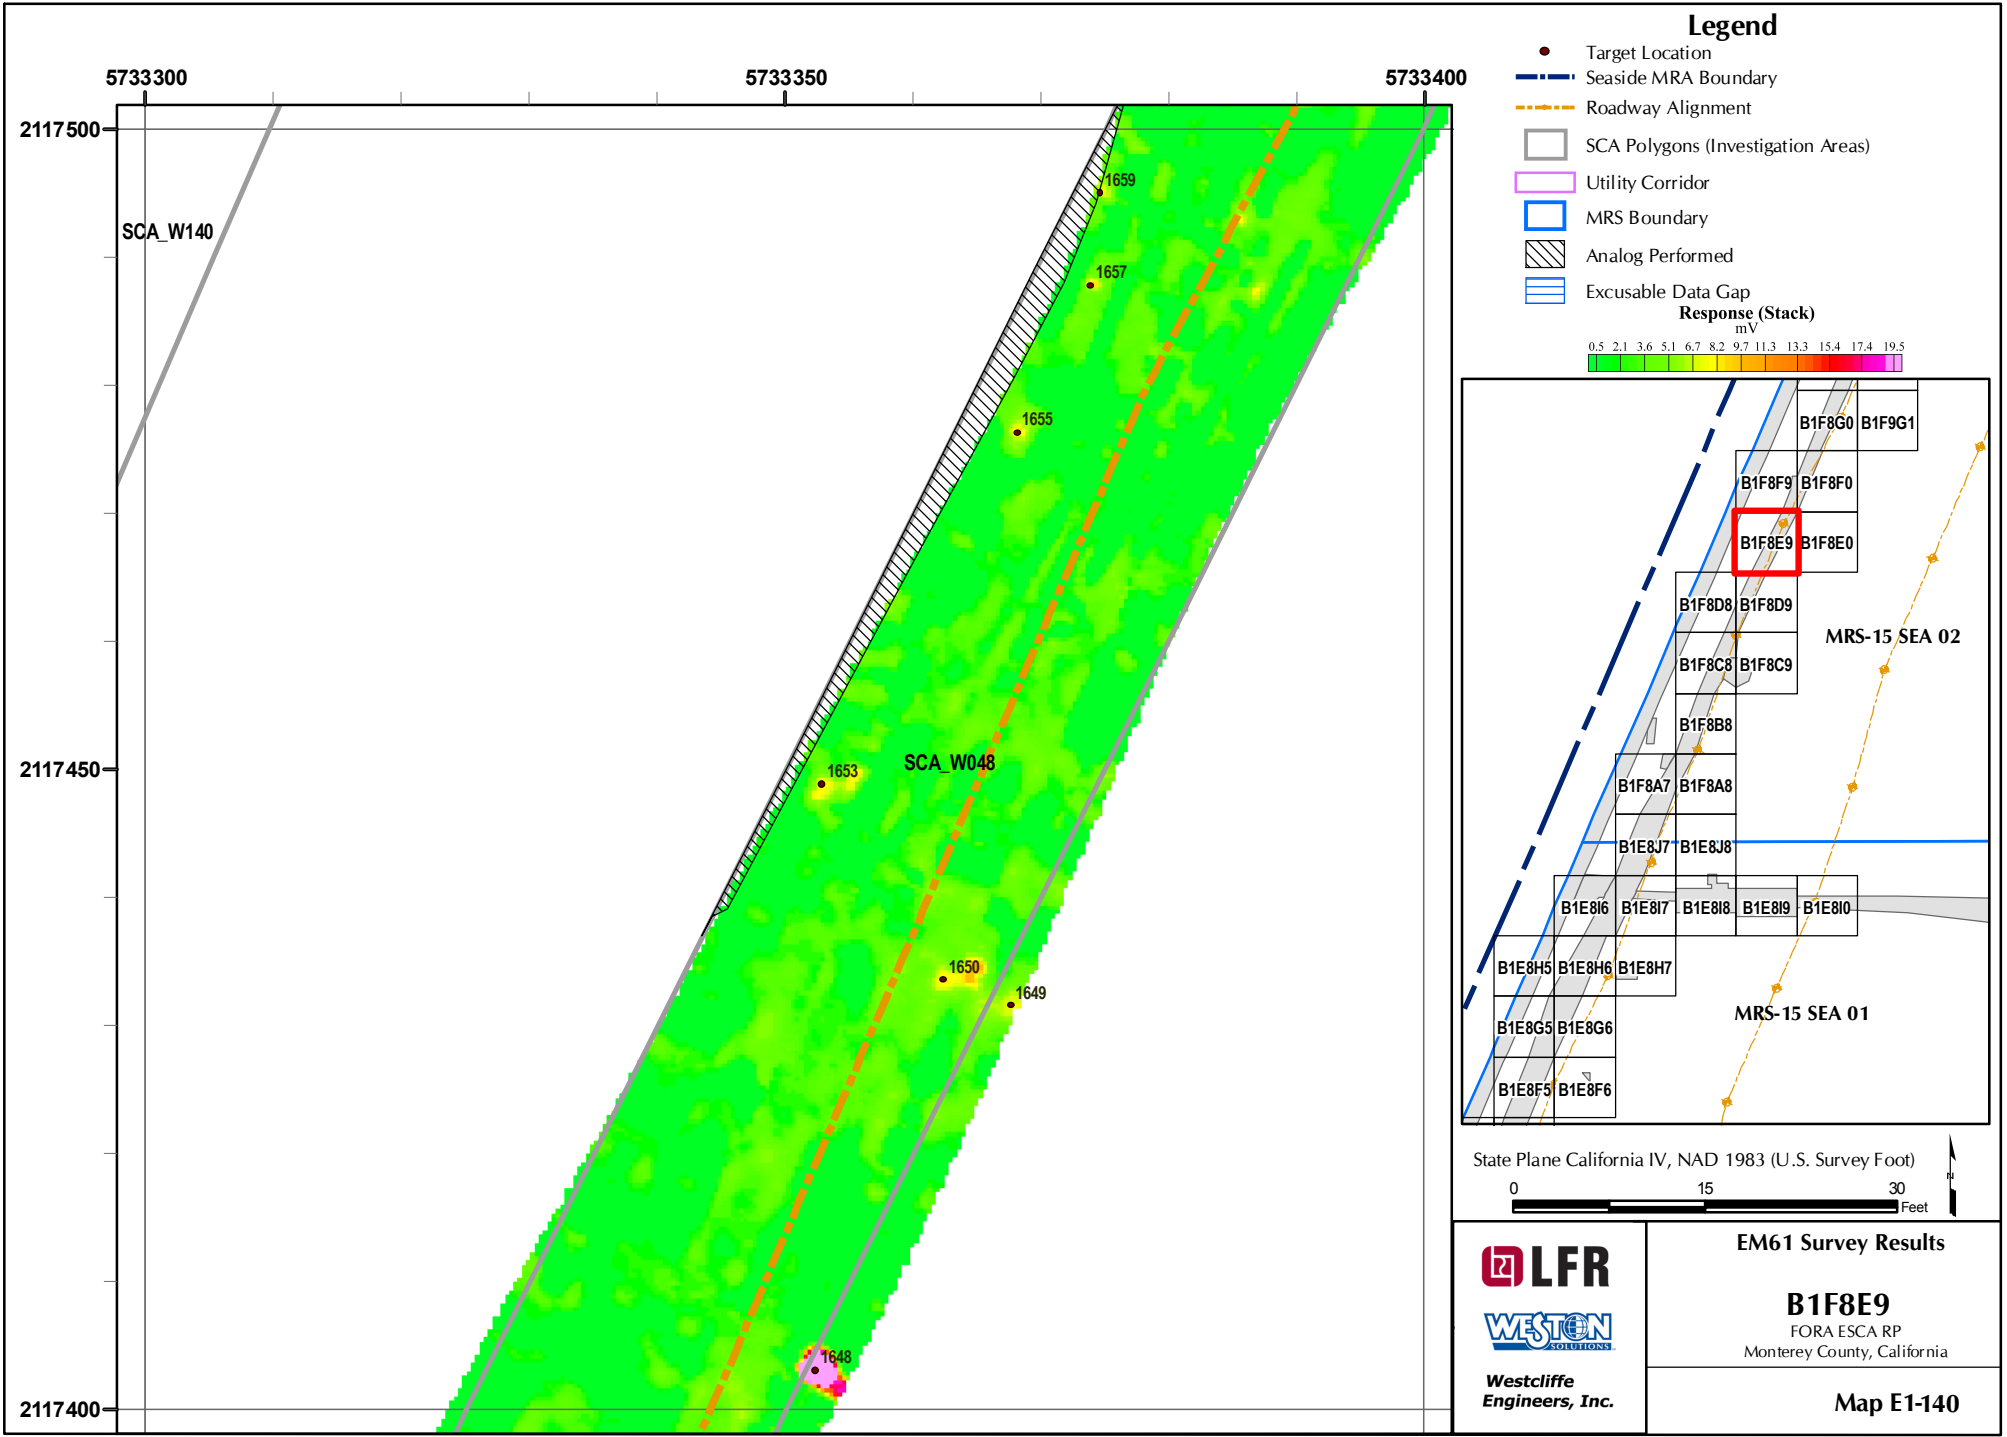 Legend
Target Location
Seaside MRA Boundary
Roadway Alignment
SCA Polygons (Investigation Areas)
Utility Corridor
MRS Boundary
Analog Performed
Excusable Data Gap
Response (Stack)
mV
0.5 2.1 3.6 5.1 6.7 8.2 9.7 11.3 13.3 15.4 17.4 19.5
5733300 5733350 5733400
2117500
2117450
2117400
SCA_W140
SCA_W048
1659
1657
1655
1653
1650
1649
1648
B1F8G0 B1F9G1
B1F8F9 B1F8F0
B1F8E9 B1F8E0
B1F8D8 B1F8D9
MRS-15 SEA 02
B1F8C8 B1F8C9
B1F8B8
B1F8A7 B1F8A8
B1E8J7 B1E8J8
B1E8I6 B1E8I7 B1E8I8 B1E8I9 B1E8I0
B1E8H5 B1E8H6 B1E8H7
MRS-15 SEA 01
B1E8G5 B1E8G6
B1E8F5 B1E8F6
State Plane California IV, NAD 1983 (U.S. Survey Foot)
0 15 30
Feet
N
LFR
WESTON
SOLUTIONS
Westcliffe
Engineers, Inc.
EM61 Survey Results
B1F8E9
FORA ESCA RP
Monterey County, California
Map E1-140